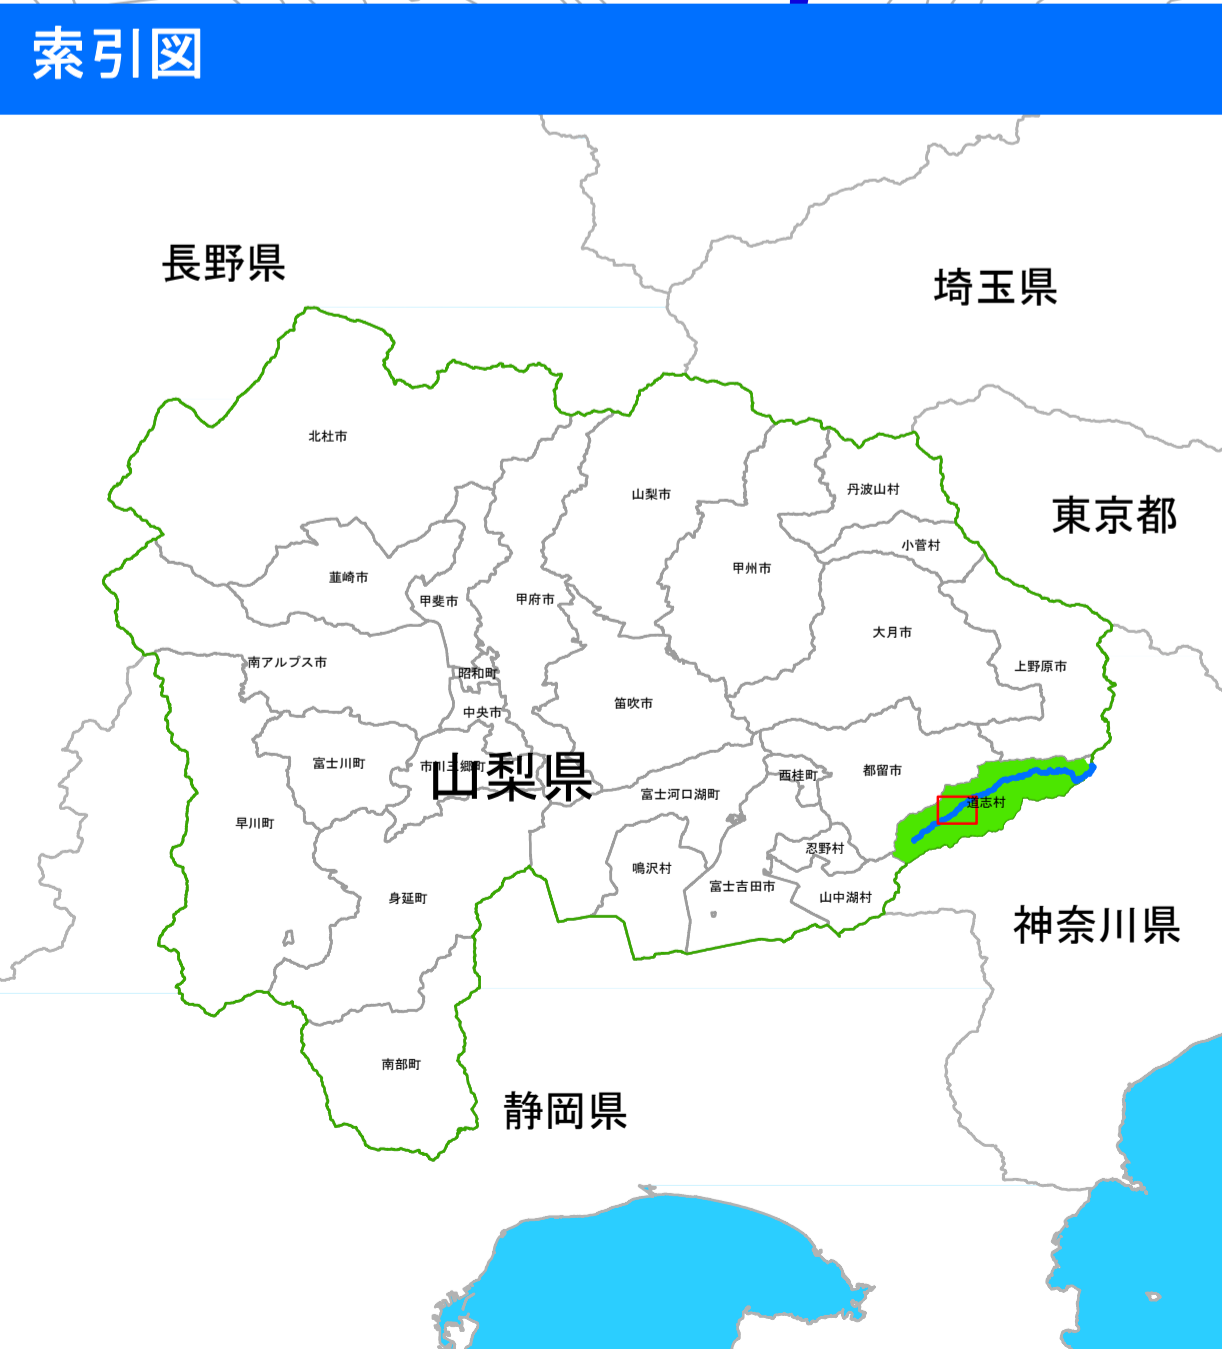 索引図
長野県
埼玉県
北杜市
山梨市
丹波山村
東京都
小菅村
甲州市
韮崎市
甲斐市
甲府市
大月市
南アルプス市
上野原市
昭和町
笛吹市
中央市
富士川町
市川三郷町
山梨県
西桂町
都留市
富士河口湖町
道志村
早川町
忍野村
鳴沢村
富士吉田市
身延町
山中湖村
神奈川県
南部町
静岡県